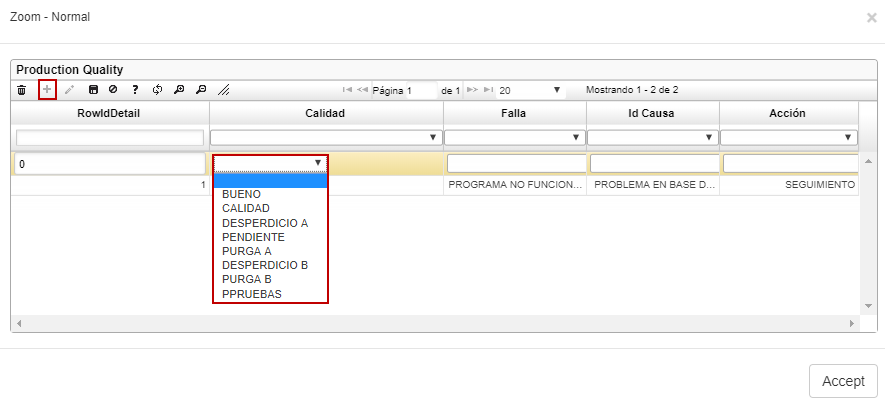 Zoom - Normal ×
Production Quality
? Página 1 de 1 20 Mostrando 1 - 2 de 2
RowIdDetail Calidad Falla Id Causa Acción
0
1 PROGRAMA NO FUNCION... PROBLEMA EN BASE D... SEGUIMIENTO
BUENO
CALIDAD
DESPERDICIO A
PENDIENTE
PURGA A
DESPERDICIO B
PURGA B
PPRUEBAS
Accept